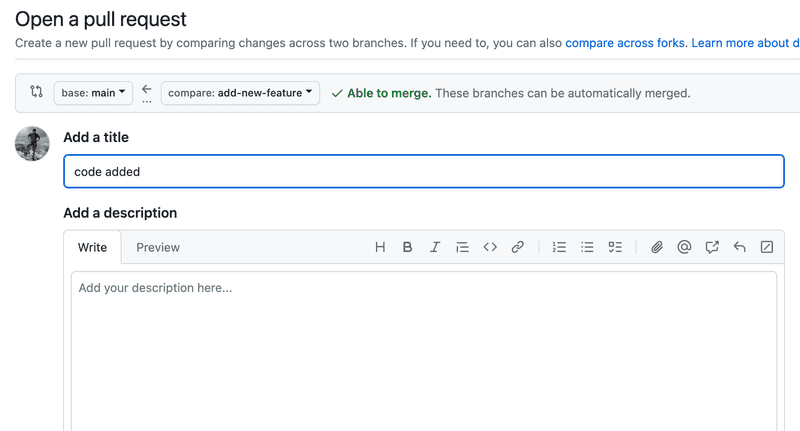 Open a pull request
Create a new pull request by comparing changes across two branches. If you need to, you can also compare across forks. Learn more about d
base: main ← ... compare: add-new-feature ✓ Able to merge. These branches can be automatically merged.
Add a title
code added
Add a description
Write Preview
Add your description here...